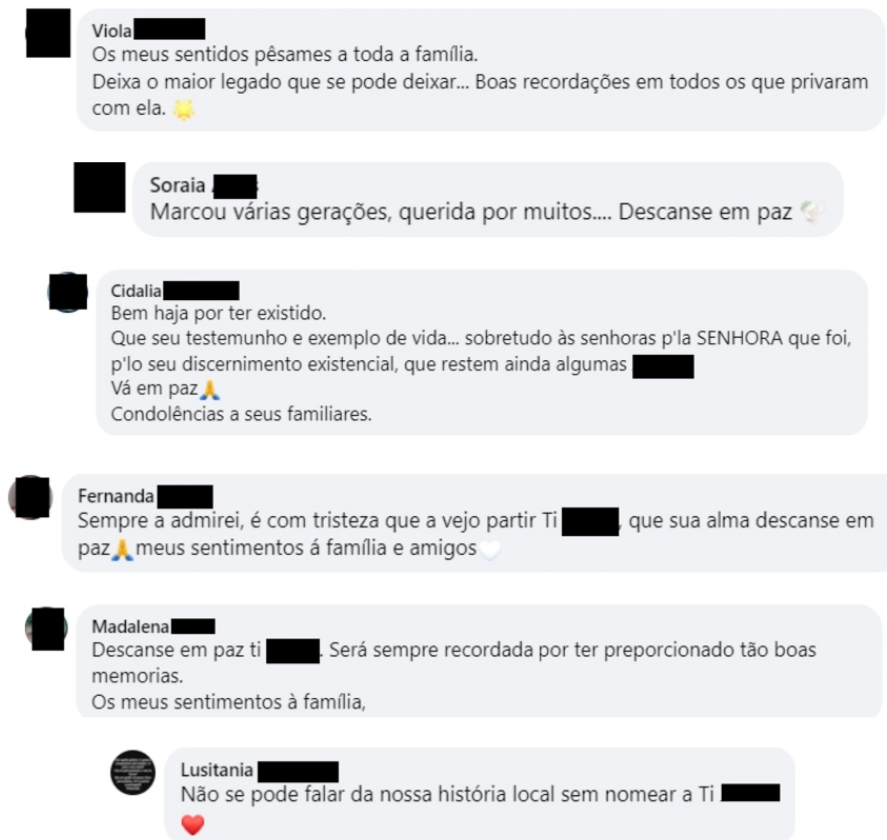 Viola
Os meus sentidos pêsames a toda a família.
Deixa o maior legado que se pode deixar... Boas recordações em todos os que privaram
com ela. 🌟
Soraia
Marcou várias gerações, querida por muitos.... Descanse em paz 🕊️
Cidalia
Bem haja por ter existido.
Que seu testemunho e exemplo de vida... sobretudo às senhoras p'la SENHORA que foi,
p'lo seu discernimento existencial, que restem ainda algumas
Vá em paz🙏
Condolências a seus familiares.
Fernanda
Sempre a admirei, é com tristeza que a vejo partir Ti , que sua alma descanse em
paz🙏meus sentimentos á família e amigos🤍
Madalena
Descanse em paz ti . Será sempre recordada por ter preporcionado tão boas
memorias.
Os meus sentimentos à família,
Lusitania
Não se pode falar da nossa história local sem nomear a Ti
❤️